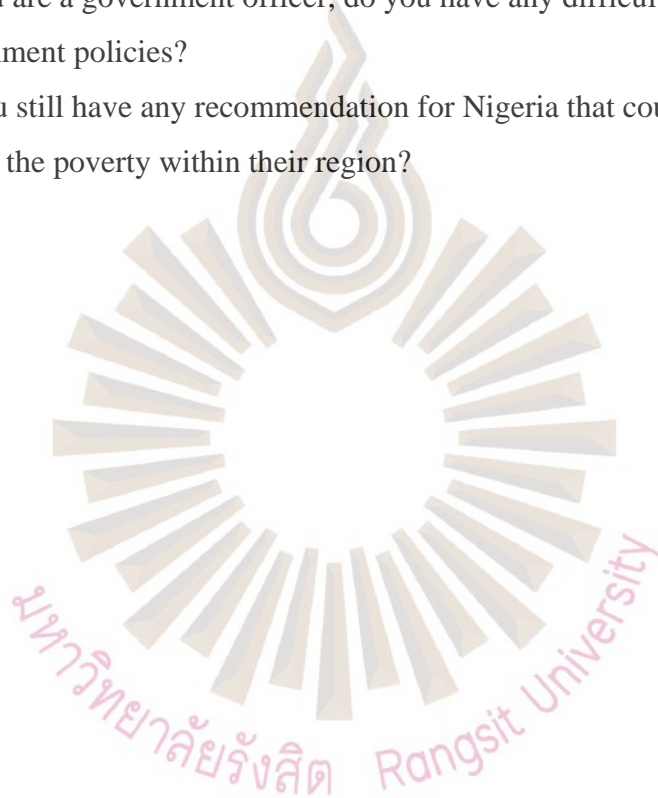 are a government officer, do you have any
nment policies?
still have any recommendation for Nigeria that
the poverty within their region?
มหาวิทยาลัยรังสิต Rangsit University